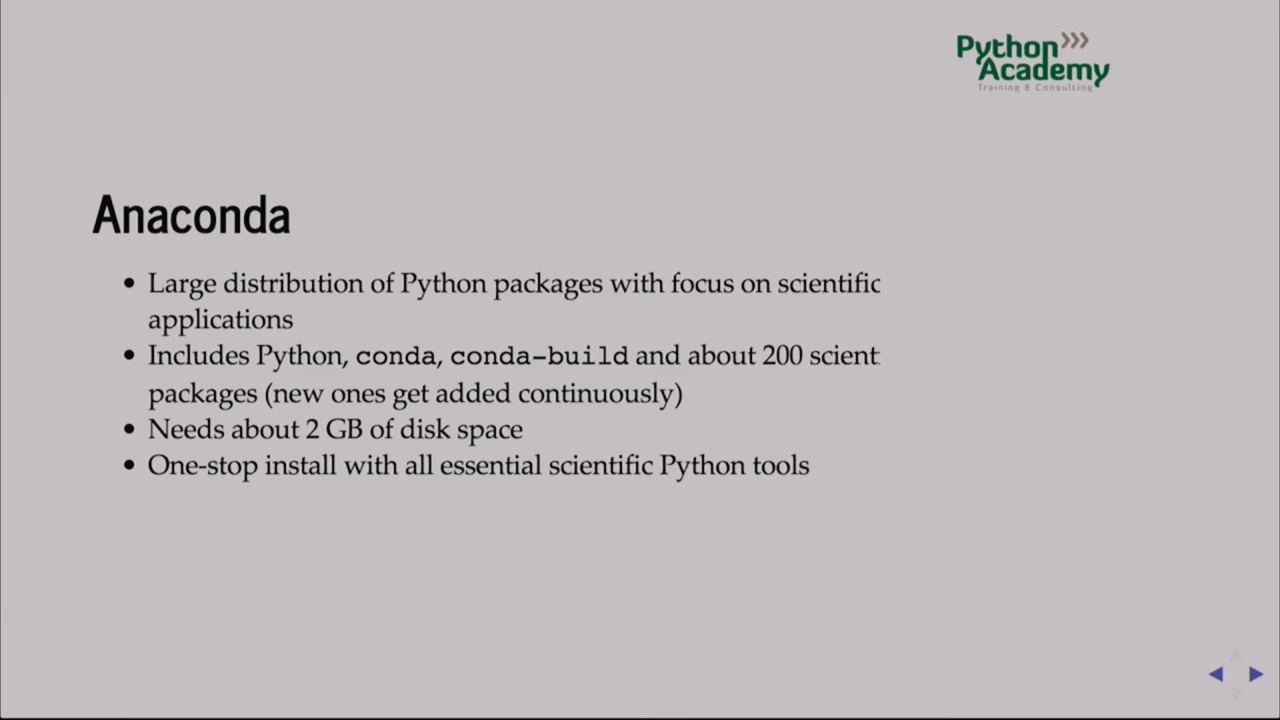 Python
Academy
Training & Consulting
Anaconda
• Large distribution of Python packages with focus on scientific
applications
• Includes Python, conda, conda-build and about 200 scient
packages (new ones get added continuously)
• Needs about 2 GB of disk space
• One-stop install with all essential scientific Python tools